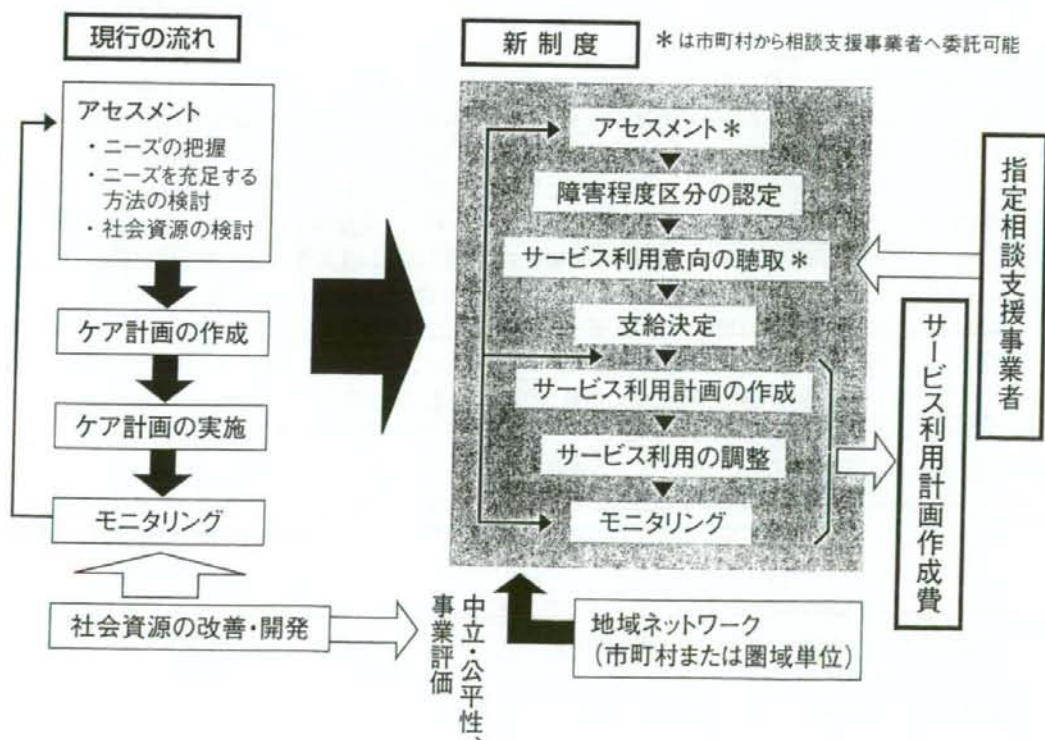 現行の流れ
アセスメント
・ニーズの把握
・ニーズを充足する
方法の検討
・社会資源の検討
ケア計画の作成
ケア計画の実施
モニタリング
社会資源の改善・開発
新制度
＊は市町村から相談支援事業者へ委託可能
アセスメント＊
障害程度区分の認定
サービス利用意向の聴取＊
支給決定
サービス利用計画の作成
サービス利用の調整
モニタリング
指定相談支援事業者
サービス利用計画作成費
中立・公平性、
事業評価
地域ネットワーク
（市町村または圏域単位）